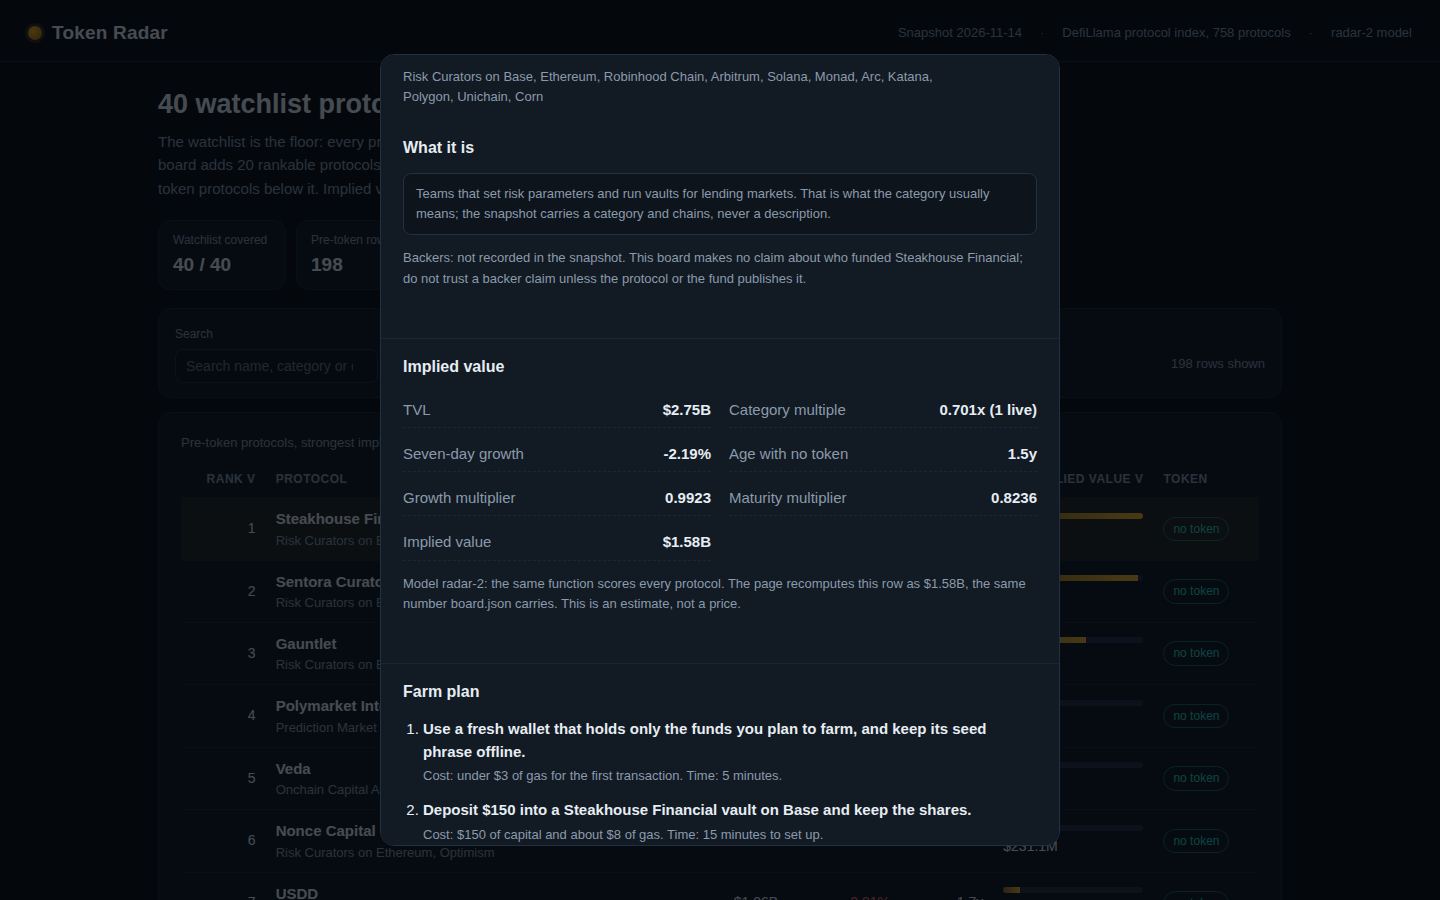 Token Radar
Snapshot 2026-11-14 · DefiLlama protocol index, 758 protocols · radar-2 model
40 watchlist proto
The watchlist is the floor: every pr
board adds 20 rankable protocols
token protocols below it. Implied v
Watchlist covered
40 / 40
Pre-token row
198
Search
Search name, category or
198 rows shown
Pre-token protocols, strongest imp
RANK V PROTOCOL LIED VALUE V TOKEN
1 Steakhouse Fin no token
Risk Curators on E
2 Sentora Curato no token
Risk Curators on E
3 Gauntlet no token
Risk Curators on E
4 Polymarket Int no token
Prediction Market
5 Veda no token
Onchain Capital A
6 Nonce Capital no token
Risk Curators on Ethereum, Optimism
$231.1M
USDD
Risk Curators on Base, Ethereum, Robinhood Chain, Arbitrum, Solana, Monad, Arc, Katana,
Polygon, Unichain, Corn
What it is
Teams that set risk parameters and run vaults for lending markets. That is what the category usually
means; the snapshot carries a category and chains, never a description.
Backers: not recorded in the snapshot. This board makes no claim about who funded Steakhouse Financial;
do not trust a backer claim unless the protocol or the fund publishes it.
Implied value
TVL $2.75B Category multiple 0.701x (1 live)
Seven-day growth -2.19% Age with no token 1.5y
Growth multiplier 0.9923 Maturity multiplier 0.8236
Implied value $1.58B
Model radar-2: the same function scores every protocol. The page recomputes this row as $1.58B, the same
number board.json carries. This is an estimate, not a price.
Farm plan
1. Use a fresh wallet that holds only the funds you plan to farm, and keep its seed
phrase offline.
Cost: under $3 of gas for the first transaction. Time: 5 minutes.
2. Deposit $150 into a Steakhouse Financial vault on Base and keep the shares.
Cost: $150 of capital and about $8 of gas. Time: 15 minutes to set up.